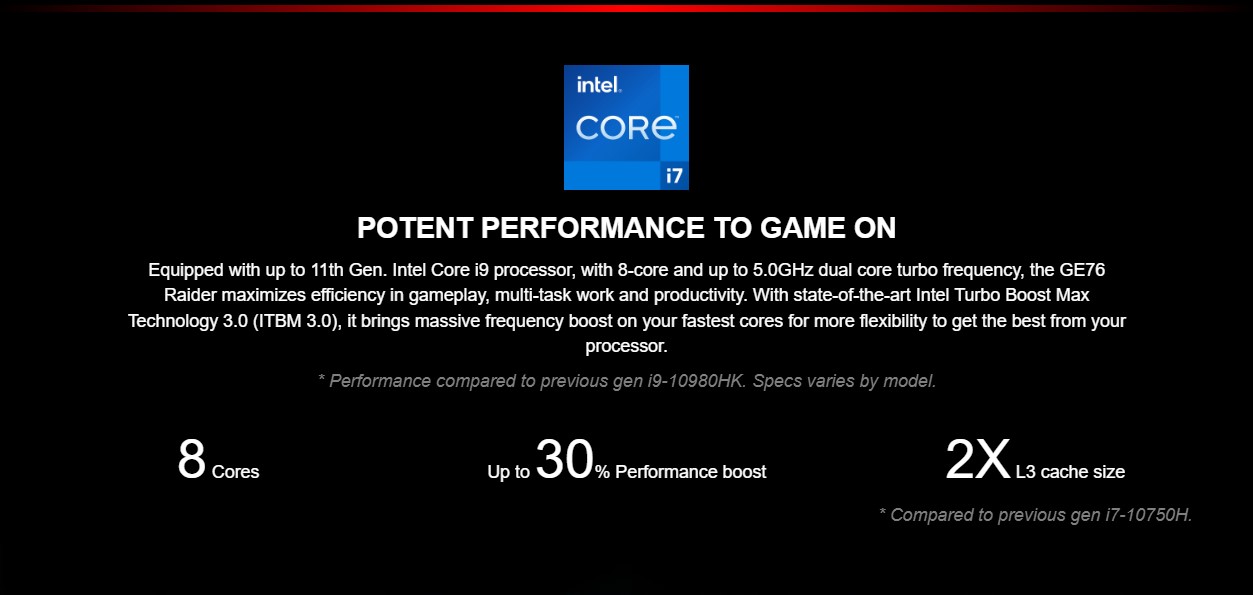 intel.
CORE™
i7
POTENT PERFORMANCE TO GAME ON
Equipped with up to 11th Gen. Intel Core i9 processor, with 8-core and up to 5.0GHz dual core turbo frequency, the GE76
Raider maximizes efficiency in gameplay, multi-task work and productivity. With state-of-the-art Intel Turbo Boost Max
Technology 3.0 (ITBM 3.0), it brings massive frequency boost on your fastest cores for more flexibility to get the best from your
processor.
* Performance compared to previous gen i9-10980HK. Specs varies by model.
8 Cores
Up to 30% Performance boost
2X L3 cache size
* Compared to previous gen i7-10750H.